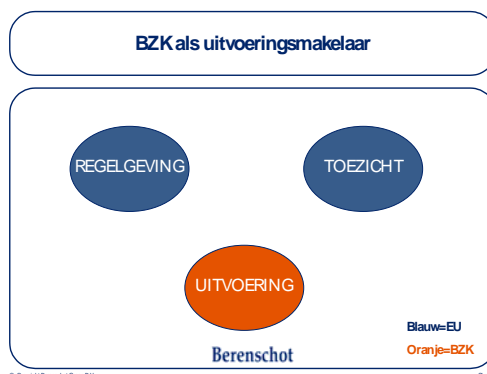 BZK als uitvoeringsmakelaar
REGELGEVING
TOEZICHT
UITVOERING
Blauw=EU
Oranje=BZK
Berenschot